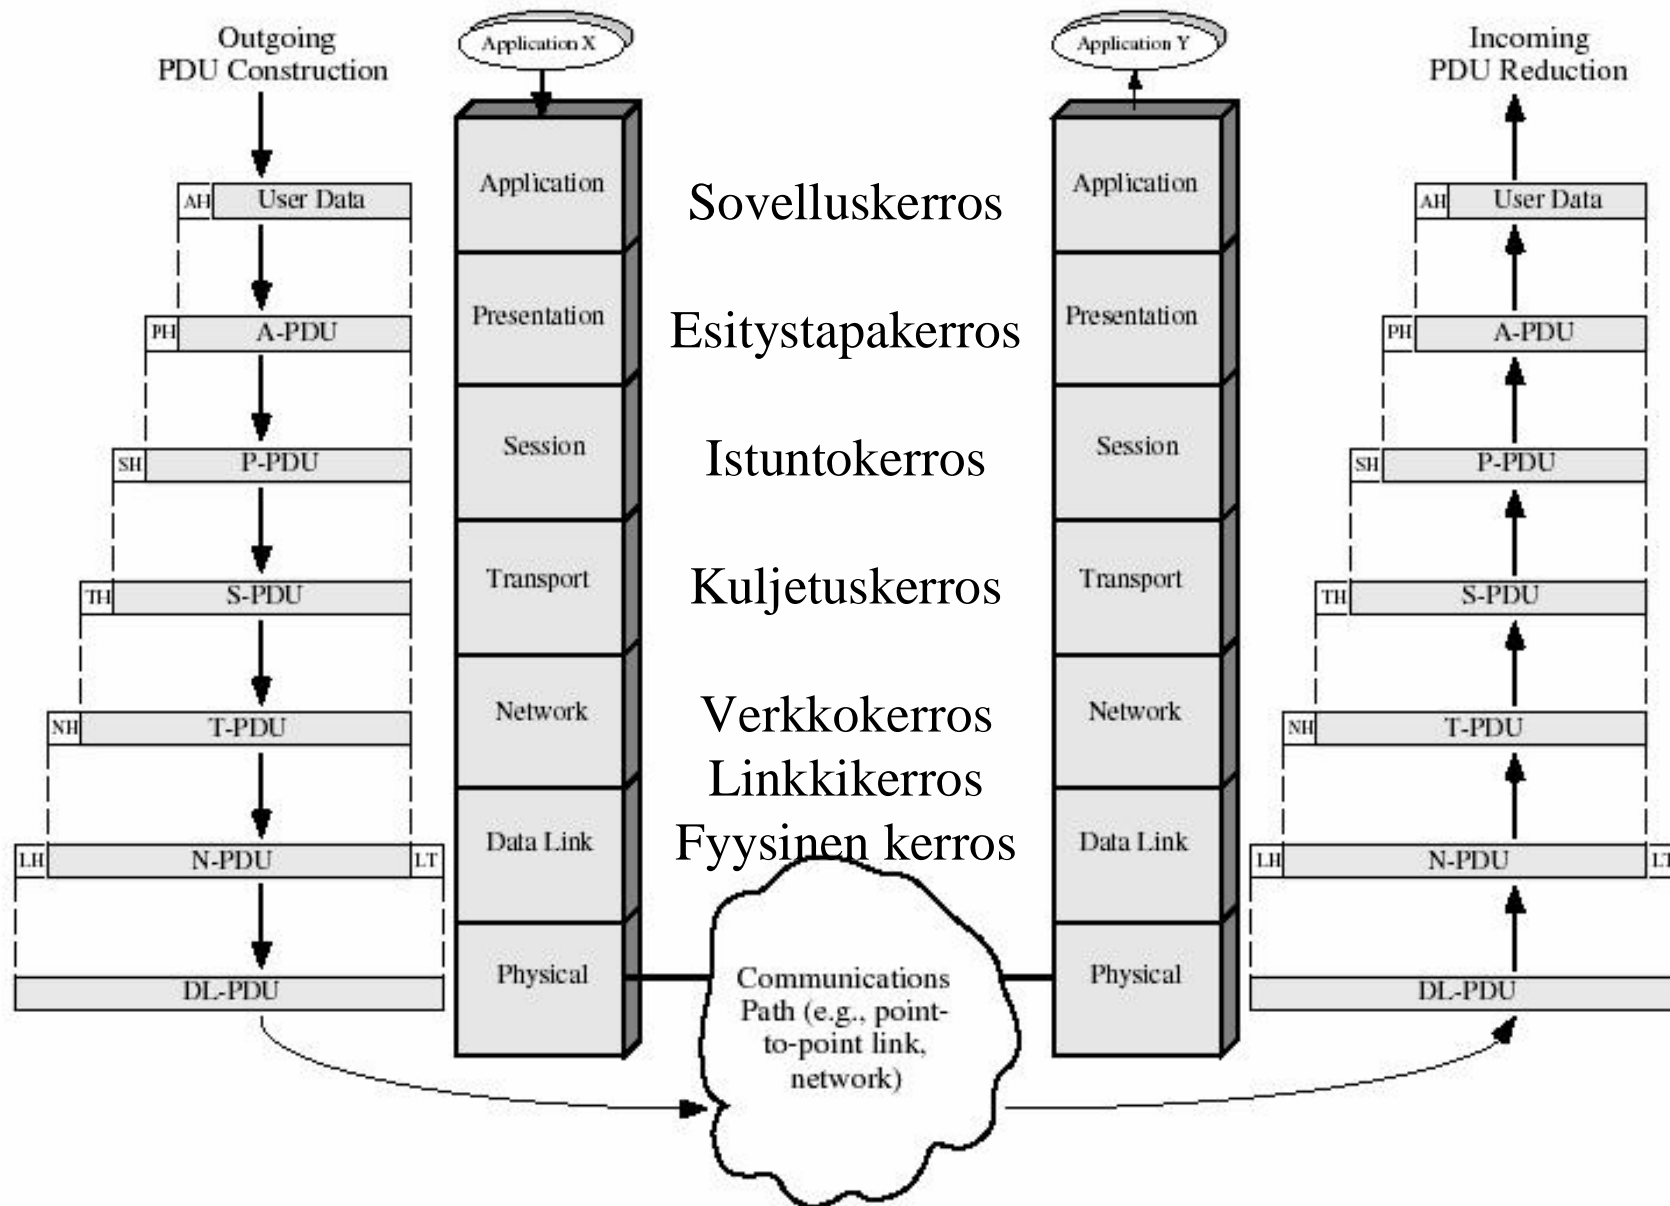 Outgoing
PDU Construction
AH User Data
PH A-PDU
SH P-PDU
TH S-PDU
NH T-PDU
LH N-PDU LT
DL-PDU
Application X
Application
Presentation
Session
Transport
Network
Data Link
Physical
Sovelluskerros
Esitystapakerros
Istuntokerros
Kuljetuskerros
Verkkokerros
Linkkikerros
Fyysinen kerros
Communications
Path (e.g., point-
to-point link,
network)
Application Y
Application
Presentation
Session
Transport
Network
Data Link
Physical
Incoming
PDU Reduction
AH User Data
PH A-PDU
SH P-PDU
TH S-PDU
NH T-PDU
LH N-PDU LT
DL-PDU